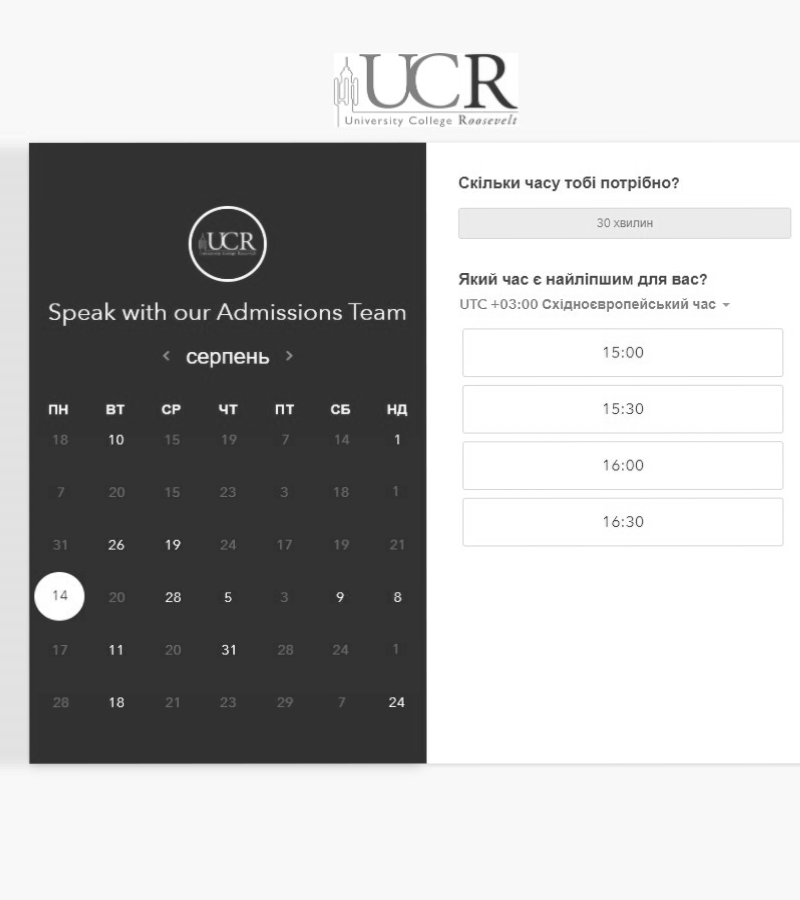 UCR
University College Roosevelt
UCR
University College Roosevelt
Speak with our Admissions Team
серпень
ПН ВТ СР ЧТ ПТ СБ НД
18 10 15 19 7 14 1
7 20 15 23 3 18 1
31 26 19 24 17 19 21
14 20 28 5 3 9 8
17 11 20 31 28 24 1
28 18 21 23 29 7 24
Скільки часу тобі потрібно?
30 хвилин
Який час є найліпшим для вас?
UTC +03:00 Східноєвропейський час
15:00
15:30
16:00
16:30